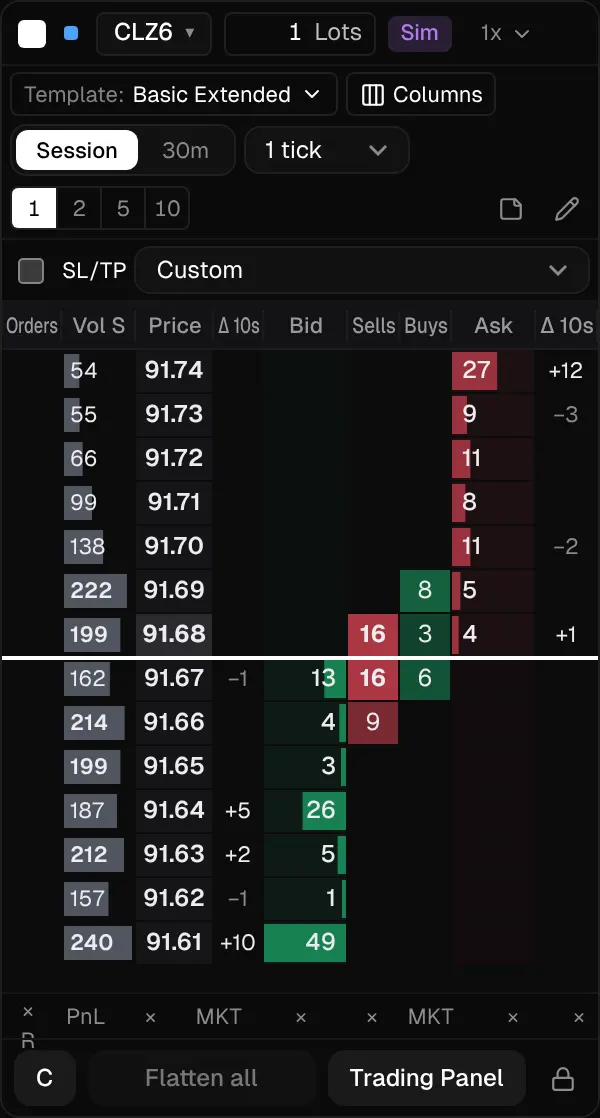 CLZ6 ▾ 1 Lots Sim 1x
Template: Basic Extended Columns
Session 30m 1 tick
1 2 5 10
SL/TP Custom
Orders Vol S Price Δ 10s Bid Sells Buys Ask Δ 10s
54 91.74 27 +12
55 91.73 9 −3
66 91.72 11
99 91.71 8
138 91.70 11 −2
222 91.69 8 5
199 91.68 16 3 4 +1
162 91.67 −1 13 16 6
214 91.66 4 9
199 91.65 3
187 91.64 +5 26
212 91.63 +2 5
157 91.62 −1 1
240 91.61 +10 49
× PnL × MKT × × MKT × ×
C Flatten all Trading Panel